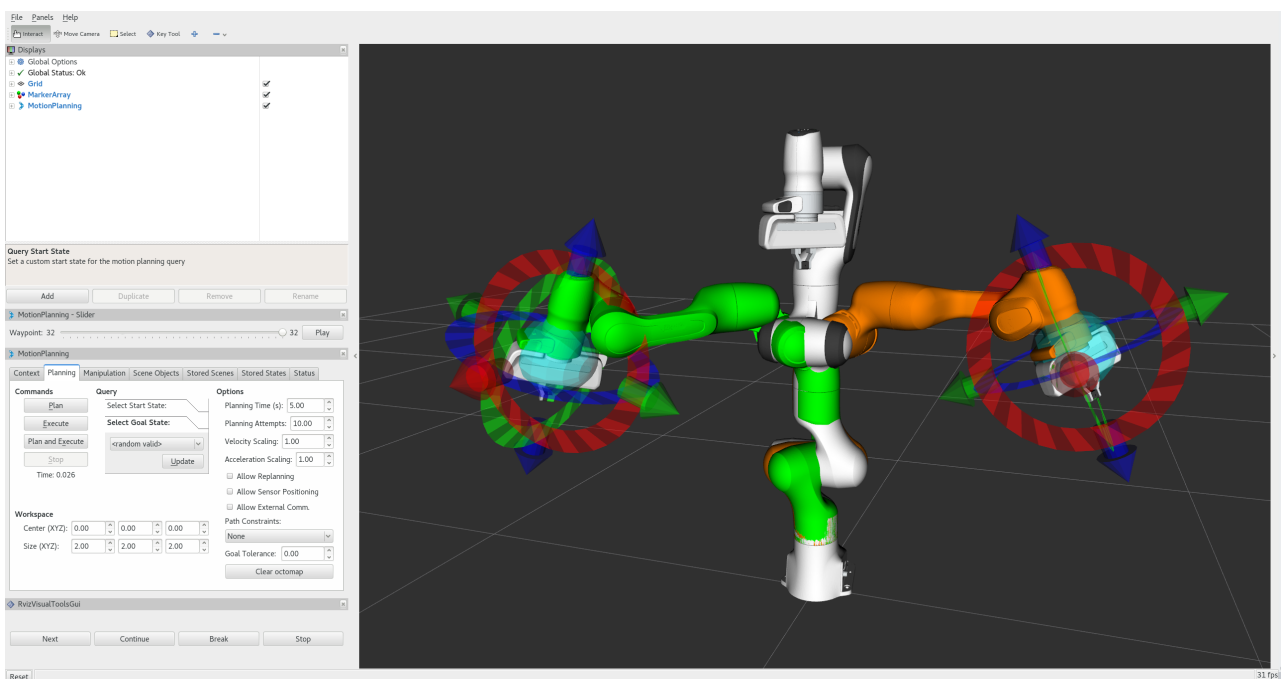 File Panels Help
Interact Move Camera Select Key Tool
Displays
Global Options
Global Status: Ok
Grid
MarkerArray
MotionPlanning
Query Start State
Set a custom start state for the motion planning query
Add Duplicate Remove Rename
MotionPlanning - Slider
Waypoint: 32 32 Play
MotionPlanning
Context Planning Manipulation Scene Objects Stored Scenes Stored States Status
Commands Query Options
Plan Select Start State: Planning Time (s): 5.00
Execute Select Goal State: Planning Attempts: 10.00
Plan and Execute <random valid> Velocity Scaling: 1.00
Stop Update Acceleration Scaling: 1.00
Time: 0.026 Allow Replanning
Allow Sensor Positioning
Allow External Comm.
Workspace Path Constraints:
Center (XYZ): 0.00 0.00 0.00 None
Size (XYZ): 2.00 2.00 2.00 Goal Tolerance: 0.00
Clear octomap
RvizVisualToolsGui
Next Continue Break Stop
Reset 31 fps